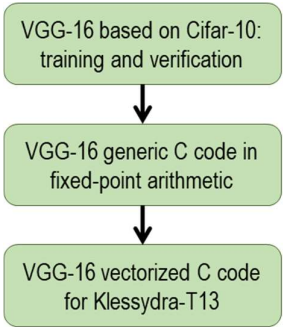 VGG-16 based on Cifar-10:
training and verification
VGG-16 generic C code in
fixed-point arithmetic
VGG-16 vectorized C code
for Klessydra-T13